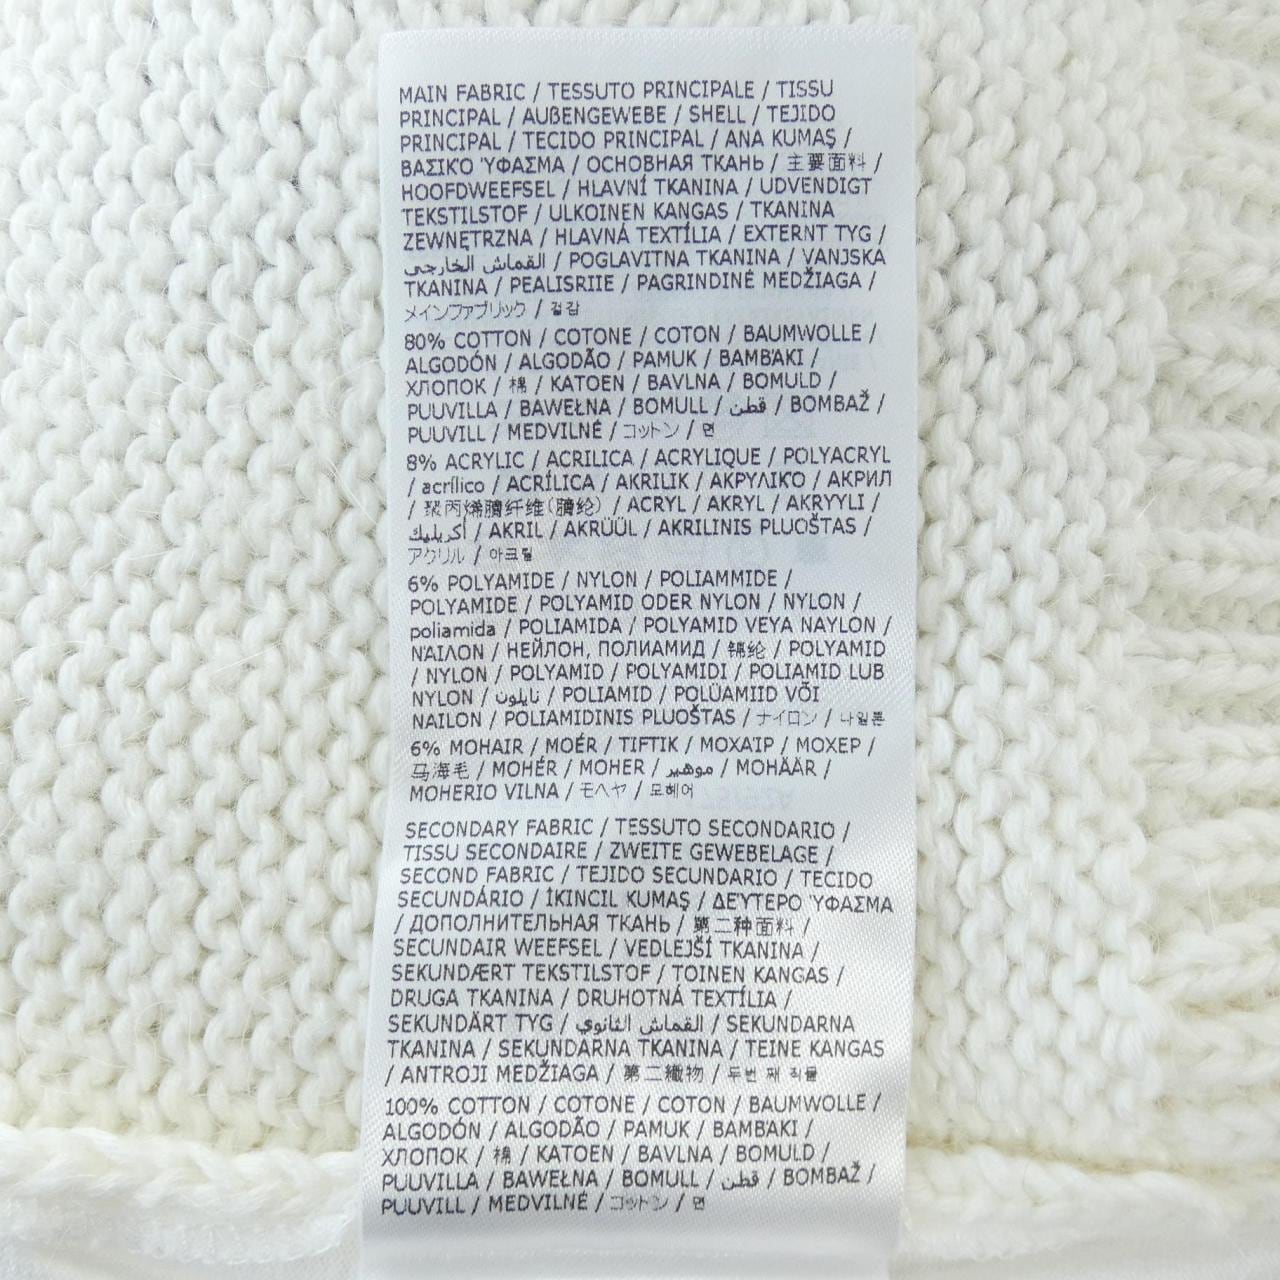 MAIN FABRIC / TESSUTO PRINCIPALE / TISSU
PRINCIPAL / AUßENGEWEBE / SHELL / TEJIDO
PRINCIPAL / TECIDO PRINCIPAL / ANA KUMAŞ /
ΒΑΣΙΚΌ ΎΦΑΣΜΑ / ОСНОВНАЯ ТКАНЬ / 主要面料 /
HOOFDWEEFSEL / HLAVNÍ TKANINA / UDVENDIGT
TEKSTILSTOF / ULKOINEN KANGAS / TKANINA
ZEWNĘTRZNA / HLAVNÁ TEXTÍLIA / EXTERNT TYG /
القماش الخارجي / POGLAVITNA TKANINA / VANJSKA
TKANINA / PEALISRIIE / PAGRINDINĖ MEDŽIAGA /
メインファブリック / 겉감
80% COTTON / COTONE / COTON / BAUMWOLLE /
ALGODÓN / ALGODÃO / PAMUK / ΒΑΜΒΆΚΙ /
ХЛОПОК / 棉 / KATOEN / BAVLNA / BOMULD /
PUUVILLA / BAWEŁNA / BOMULL / قطن / BOMBAŽ /
PUUVILL / MEDVILNĖ / コットン / 면
8% ACRYLIC / ACRILICA / ACRYLIQUE / POLYACRYL
/ acrílico / ACRÍLICA / AKRILIK / ΑΚΡΥΛΙΚΌ / АКРИЛ
/ 聚丙烯腈纤维(腈纶) / ACRYL / AKRYL / AKRYYLI /
أكريليك / AKRIL / AKRÜÜL / AKRILINIS PLUOŠTAS /
アクリル / 아크릴
6% POLYAMIDE / NYLON / POLIAMMIDE /
POLYAMIDE / POLYAMID ODER NYLON / NYLON /
poliamida / POLIAMIDA / POLYAMID VEYA NAYLON /
ΝΆΙΛΟΝ / НЕЙЛОН, ПОЛИАМИД / 锦纶 / POLYAMID
/ NYLON / POLYAMID / POLYAMIDI / POLIAMID LUB
NYLON / نايلون / POLIAMID / POLÜAMIID VÕI
NAILON / POLIAMIDINIS PLUOŠTAS / ナイロン / 나일론
6% MOHAIR / MOÉR / TİFTIK / ΜΟΧΑΊΡ / МОХЕР /
马海毛 / MOHÉR / MOHER / موهير / MOHÄÄR /
MOHERIO VILNA / モヘヤ / 모헤어
SECONDARY FABRIC / TESSUTO SECONDARIO /
TISSU SECONDAIRE / ZWEITE GEWEBELAGE /
SECOND FABRIC / TEJIDO SECUNDARIO / TECIDO
SECUNDÁRIO / İKINCIL KUMAŞ / ΔΕΎΤΕΡΟ ΎΦΑΣΜΑ
/ ДОПОЛНИТЕЛЬНАЯ ТКАНЬ / 第二种面料 /
SECUNDAIR WEEFSEL / VEDLEJŠÍ TKANINA /
SEKUNDÆRT TEKSTILSTOF / TOINEN KANGAS /
DRUGA TKANINA / DRUHOTNÁ TEXTÍLIA /
SEKUNDÄRT TYG / القماش الثانوي / SEKUNDARNA
TKANINA / SEKUNDARNA TKANINA / TEINE KANGAS
/ ANTROJI MEDŽIAGA / 第二織物 / 두번 째 직물
100% COTTON / COTONE / COTON / BAUMWOLLE /
ALGODÓN / ALGODÃO / PAMUK / ΒΑΜΒΆΚΙ /
ХЛОПОК / 棉 / KATOEN / BAVLNA / BOMULD /
PUUVILLA / BAWEŁNA / BOMULL / قطن / BOMBAŽ /
PUUVILL / MEDVILNĖ / コットン / 면